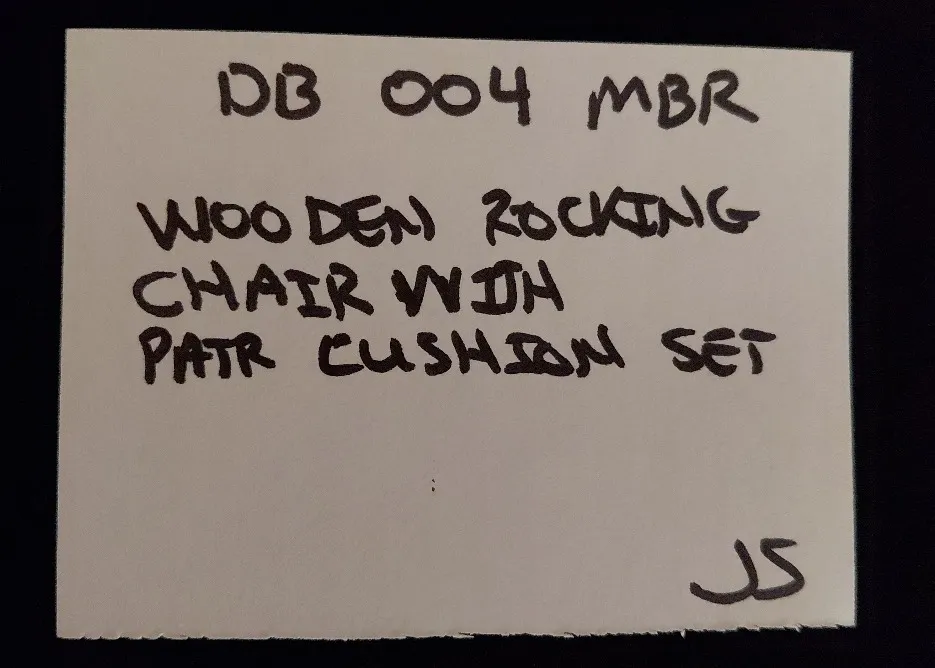 DB 004 MBR
WOODEN ROCKING
CHAIR WITH
PAIR CUSHION SET
JS